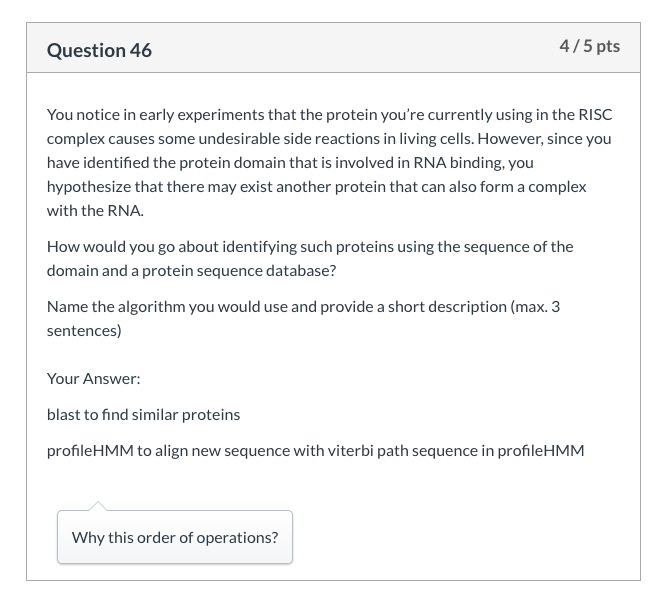 Question 46
4 / 5 pts
You notice in early experiments that the protein you’re currently using in the RISC
complex causes some undesirable side reactions in living cells. However, since you
have identified the protein domain that is involved in RNA binding, you
hypothesize that there may exist another protein that can also form a complex
with the RNA.
How would you go about identifying such proteins using the sequence of the
domain and a protein sequence database?
Name the algorithm you would use and provide a short description (max. 3
sentences)
Your Answer:
blast to find similar proteins
profileHMM to align new sequence with viterbi path sequence in profileHMM
Why this order of operations?